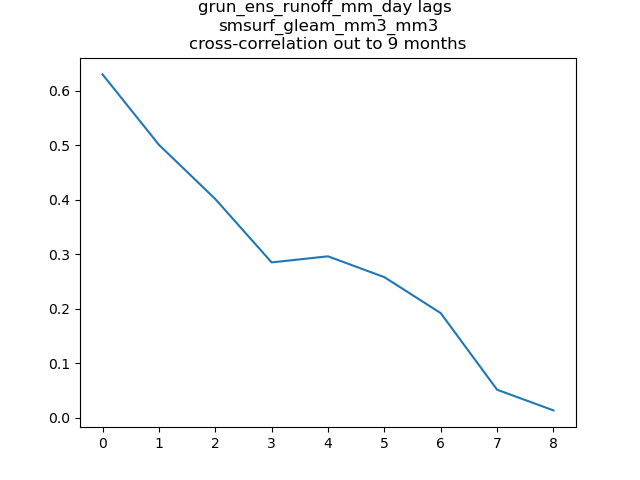 grun_ens_runoff_mm_day lags
smsurf_gleam_mm3_mm3
cross-correlation out to 9 months
0.6
0.5
0.4
0.3
0.2
0.1
0.0
0 1 2 3 4 5 6 7 8